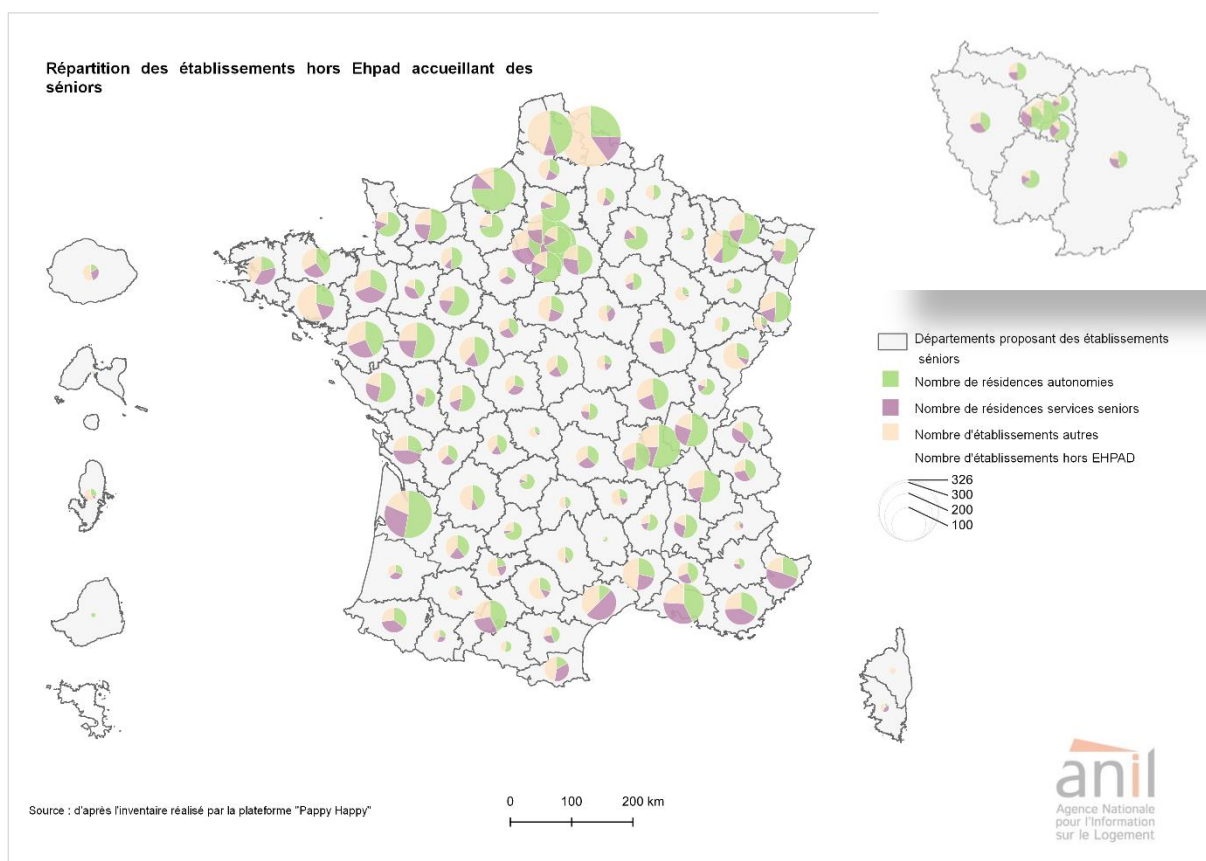 Répartition des établissements hors Ehpad accueillant des
séniors
Départements proposant des établissements
séniors
Nombre de résidences autonomies
Nombre de résidences services seniors
Nombre d'établissements autres
Nombre d'établissements hors EHPAD
326
300
200
100
Source : d'après l'inventaire réalisé par la plateforme "Pappy Happy"
0 100 200 km
anil
Agence Nationale
pour l'Information
sur le Logement